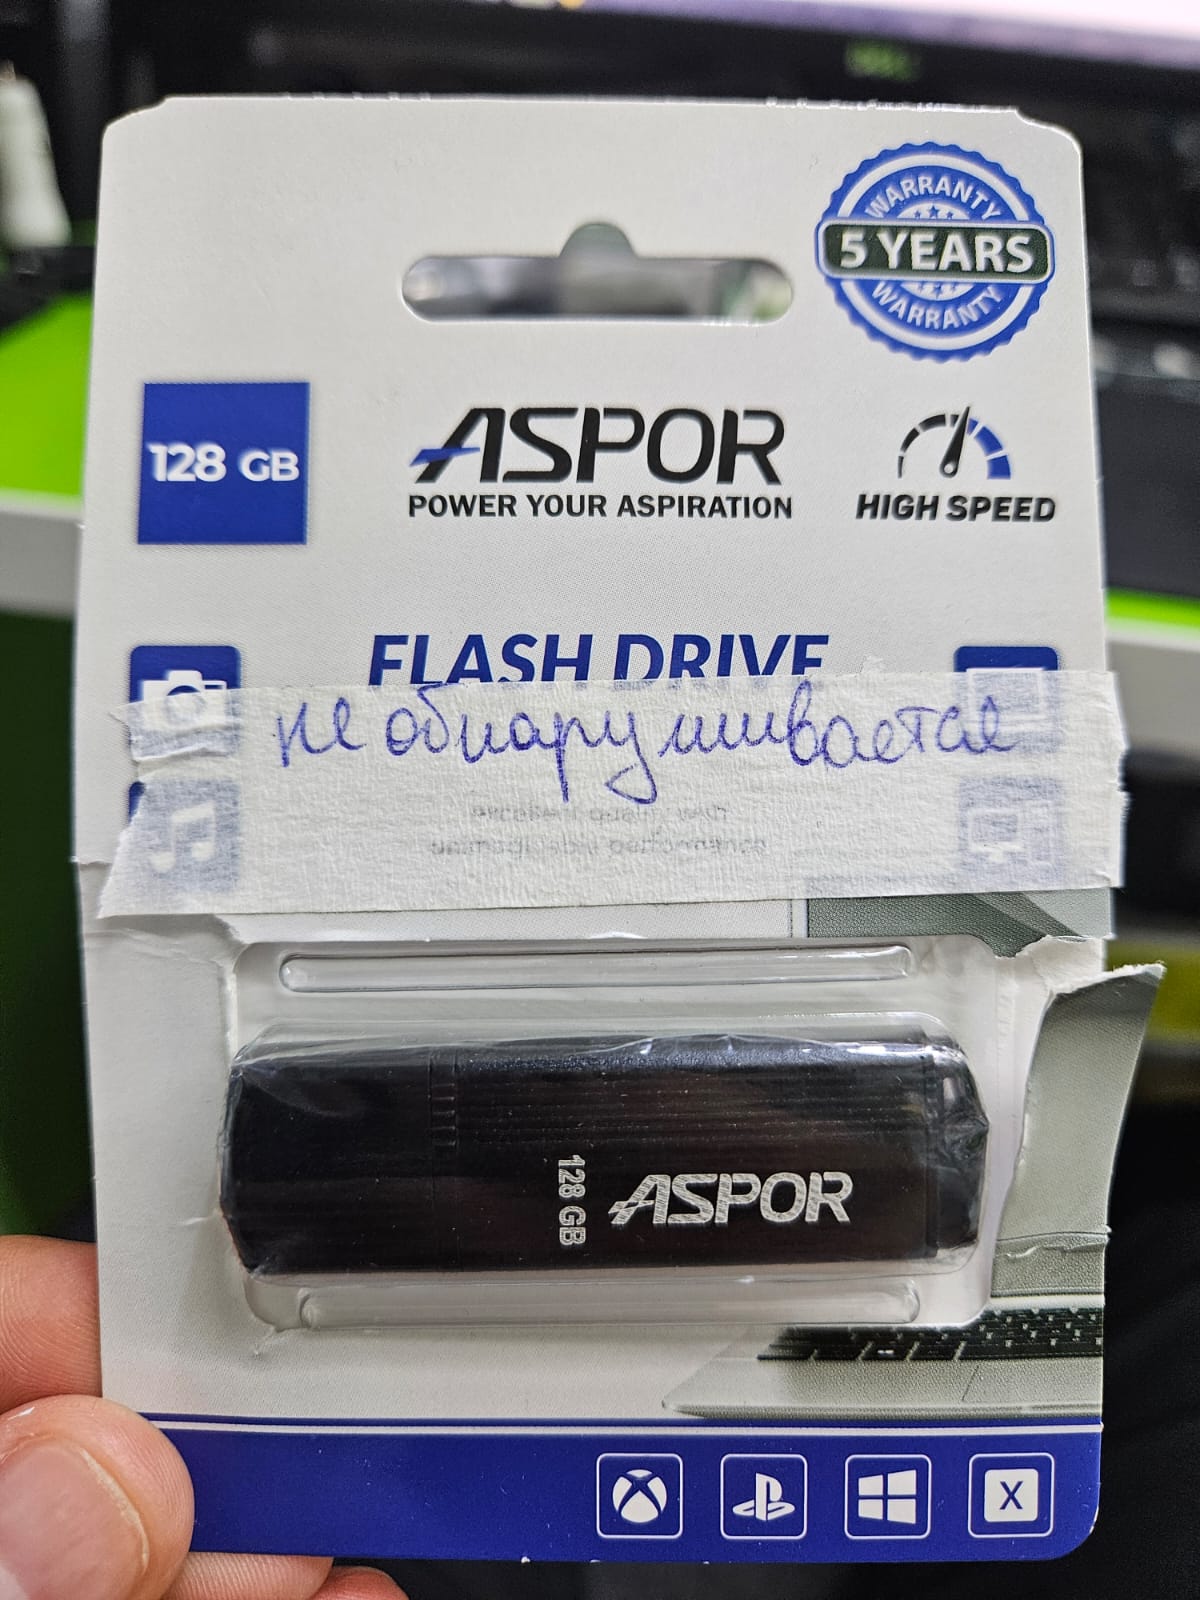 WARRANTY
5 YEARS
WARRANTY
128 GB
ASPOR
POWER YOUR ASPIRATION
HIGH SPEED
FLASH DRIVE
не обнаруживается
128 GB
ASPOR
X